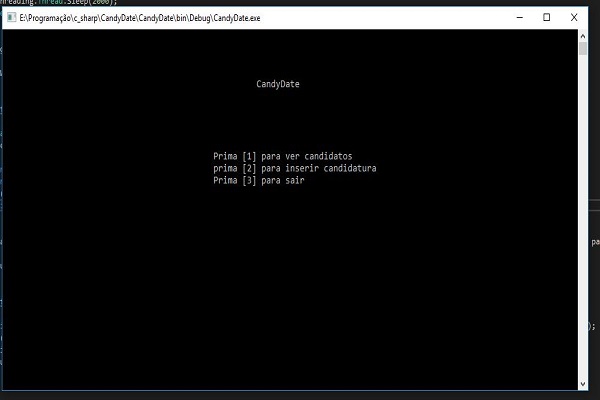 hreading.Thread.Sleep(2000);
E:\Programação\c_sharp\CandyDate\CandyDate\bin\Debug\CandyDate.exe
CandyDate
Prima [1] para ver candidatos
prima [2] para inserir candidatura
Prima [3] para sair
pa
);